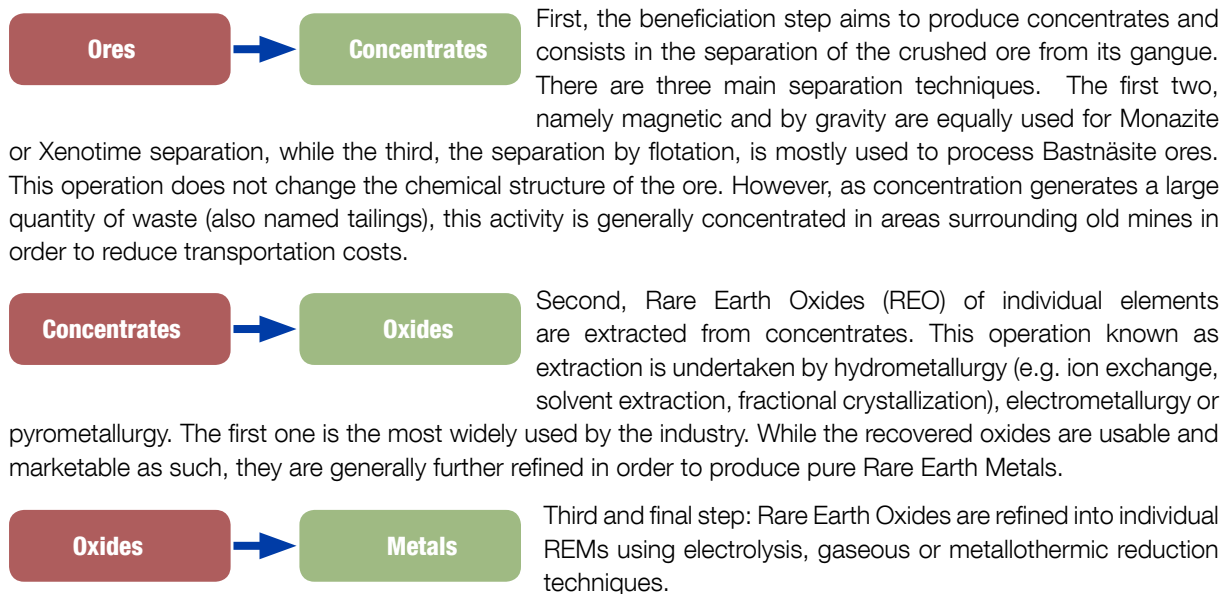 Ores
Concentrates
First, the beneficiation step aims to produce concentrates and
consists in the separation of the crushed ore from its gangue.
There are three main separation techniques. The first two,
namely magnetic and by gravity are equally used for Monazite
or Xenotime separation, while the third, the separation by flotation, is mostly used to process Bastnäsite ores.
This operation does not change the chemical structure of the ore. However, as concentration generates a large
quantity of waste (also named tailings), this activity is generally concentrated in areas surrounding old mines in
order to reduce transportation costs.
Concentrates
Oxides
Second, Rare Earth Oxides (REO) of individual elements
are extracted from concentrates. This operation known as
extraction is undertaken by hydrometallurgy (e.g. ion exchange,
solvent extraction, fractional crystallization), electrometallurgy or
pyrometallurgy. The first one is the most widely used by the industry. While the recovered oxides are usable and
marketable as such, they are generally further refined in order to produce pure Rare Earth Metals.
Oxides
Metals
Third and final step: Rare Earth Oxides are refined into individual
REMs using electrolysis, gaseous or metallothermic reduction
techniques.